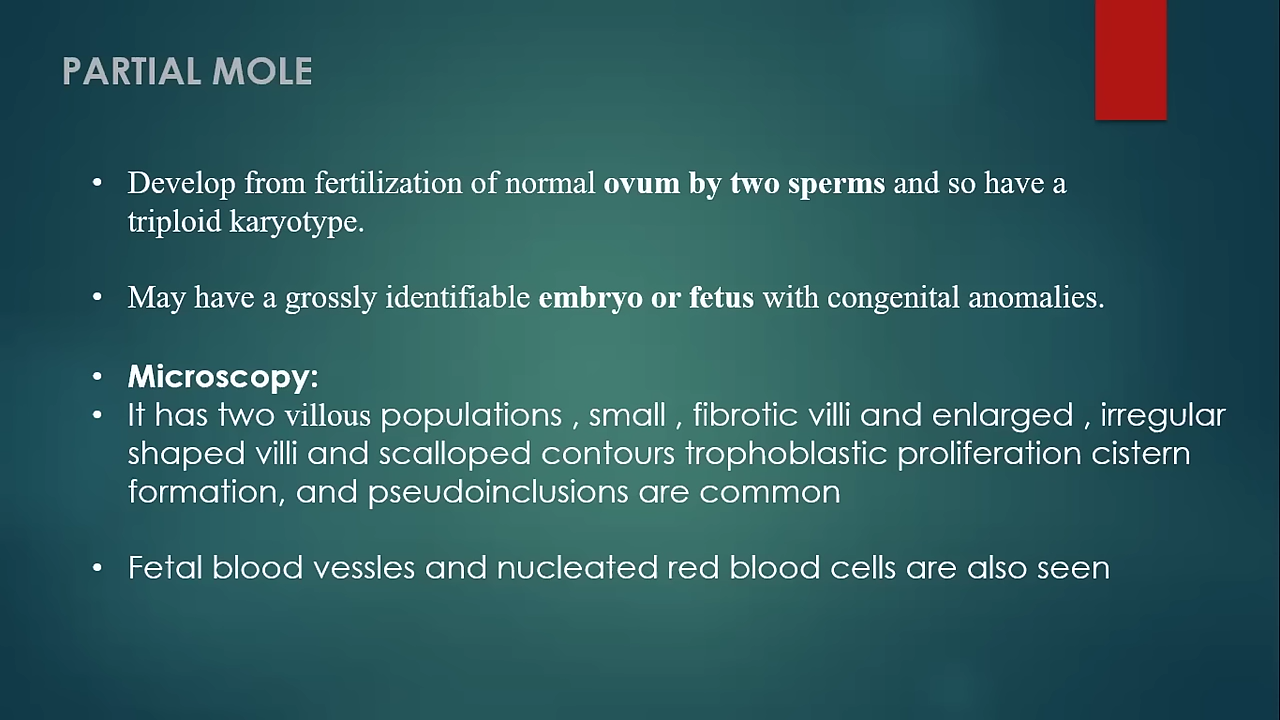 PARTIAL MOLE
• Develop from fertilization of normal ovum by two sperms and so have a
triploid karyotype.
• May have a grossly identifiable embryo or fetus with congenital anomalies.
• Microscopy:
• It has two villous populations , small , fibrotic villi and enlarged , irregular
shaped villi and scalloped contours trophoblastic proliferation cistern
formation, and pseudoinclusions are common
• Fetal blood vessles and nucleated red blood cells are also seen